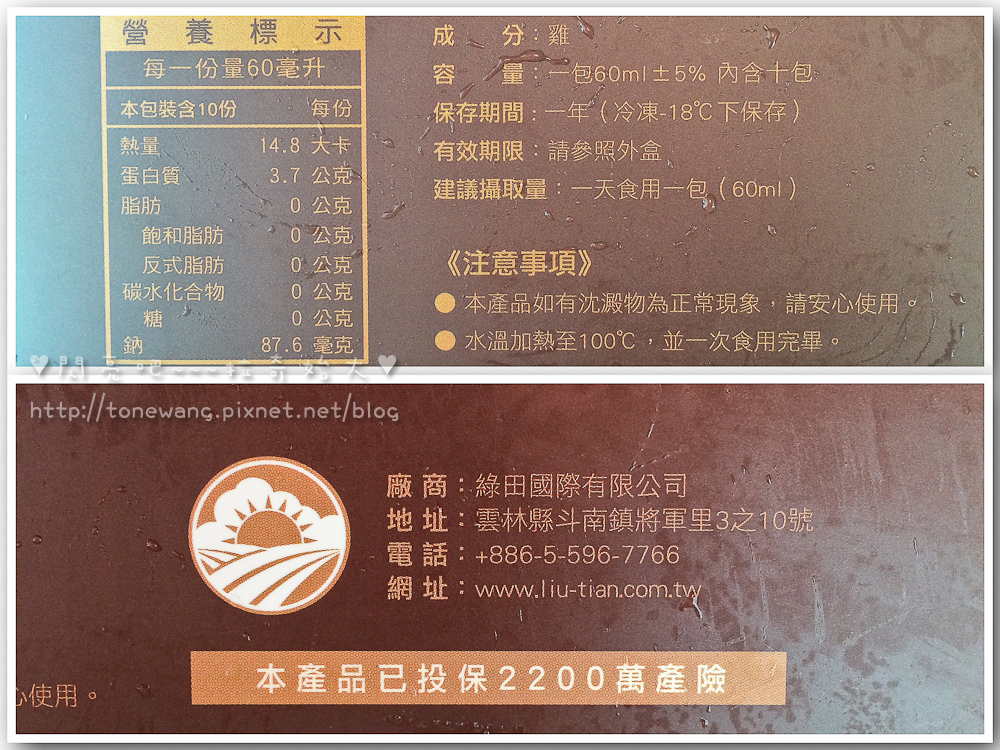 營養標示
每一份量60毫升
本包裝含10份 每份
熱量 14.8 大卡
蛋白質 3.7 公克
脂肪 0 公克
飽和脂肪 0 公克
反式脂肪 0 公克
碳水化合物 0 公克
糖 0 公克
鈉 87.6 毫克
成分：雞
容量：一包60ml±5% 內含十包
保存期間：一年（冷凍-18℃下保存）
有效期限：請參照外盒
建議攝取量：一天食用一包（60ml）
《注意事項》
● 本產品如有沈澱物為正常現象，請安心使用。
● 水溫加熱至100℃，並一次食用完畢。
♥閃亮吧~~~拉奇始夫♥
http://tonewang.pixnet.net/blog
廠商：綠田國際有限公司
地址：雲林縣斗南鎮將軍里3之10號
電話：+886-5-596-7766
網址：www.liu-tian.com.tw
本產品已投保2200萬產險
心使用。